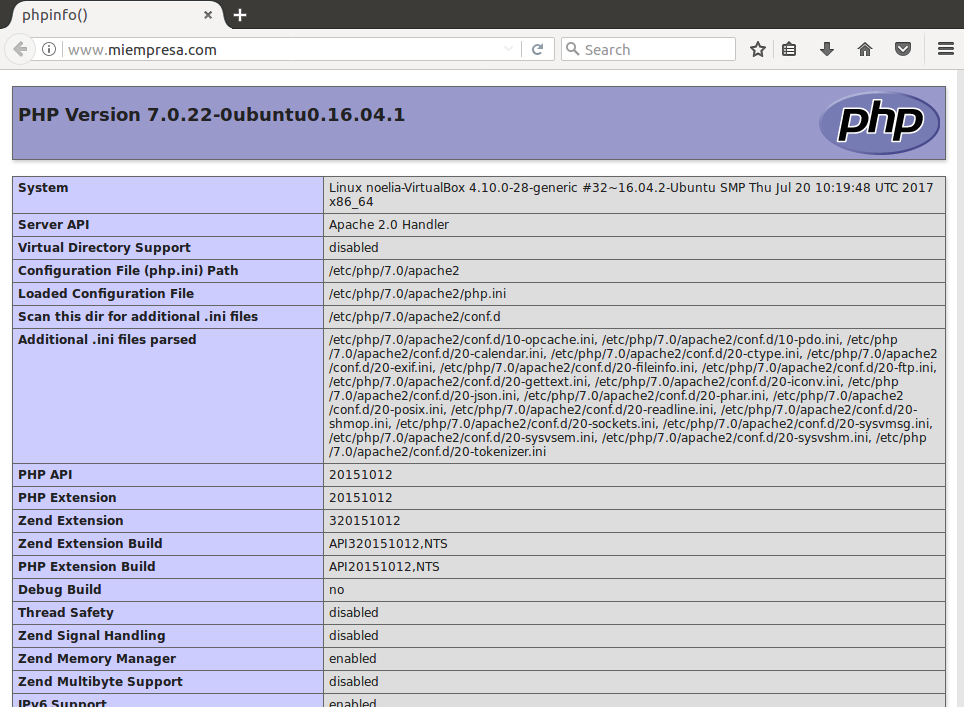 phpinfo()
www.miempresa.com
Search
PHP Version 7.0.22-0ubuntu0.16.04.1
php
System
Linux noelia-VirtualBox 4.10.0-28-generic #32~16.04.2-Ubuntu SMP Thu Jul 20 10:19:48 UTC 2017
x86_64
Server API
Apache 2.0 Handler
Virtual Directory Support
disabled
Configuration File (php.ini) Path
/etc/php/7.0/apache2
Loaded Configuration File
/etc/php/7.0/apache2/php.ini
Scan this dir for additional .ini files
/etc/php/7.0/apache2/conf.d
Additional .ini files parsed
/etc/php/7.0/apache2/conf.d/10-opcache.ini, /etc/php/7.0/apache2/conf.d/10-pdo.ini, /etc/php
/7.0/apache2/conf.d/20-calendar.ini, /etc/php/7.0/apache2/conf.d/20-ctype.ini, /etc/php/7.0/apache2
/conf.d/20-exif.ini, /etc/php/7.0/apache2/conf.d/20-fileinfo.ini, /etc/php/7.0/apache2/conf.d/20-ftp.ini,
/etc/php/7.0/apache2/conf.d/20-gettext.ini, /etc/php/7.0/apache2/conf.d/20-iconv.ini, /etc/php
/7.0/apache2/conf.d/20-json.ini, /etc/php/7.0/apache2/conf.d/20-phar.ini, /etc/php/7.0/apache2
/conf.d/20-posix.ini, /etc/php/7.0/apache2/conf.d/20-readline.ini, /etc/php/7.0/apache2/conf.d/20-
shmop.ini, /etc/php/7.0/apache2/conf.d/20-sockets.ini, /etc/php/7.0/apache2/conf.d/20-sysvmsg.ini,
/etc/php/7.0/apache2/conf.d/20-sysvsem.ini, /etc/php/7.0/apache2/conf.d/20-sysvshm.ini, /etc/php
/7.0/apache2/conf.d/20-tokenizer.ini
PHP API
20151012
PHP Extension
20151012
Zend Extension
320151012
Zend Extension Build
API320151012,NTS
PHP Extension Build
API20151012,NTS
Debug Build
no
Thread Safety
disabled
Zend Signal Handling
disabled
Zend Memory Manager
enabled
Zend Multibyte Support
disabled
IPv6 Support
enabled